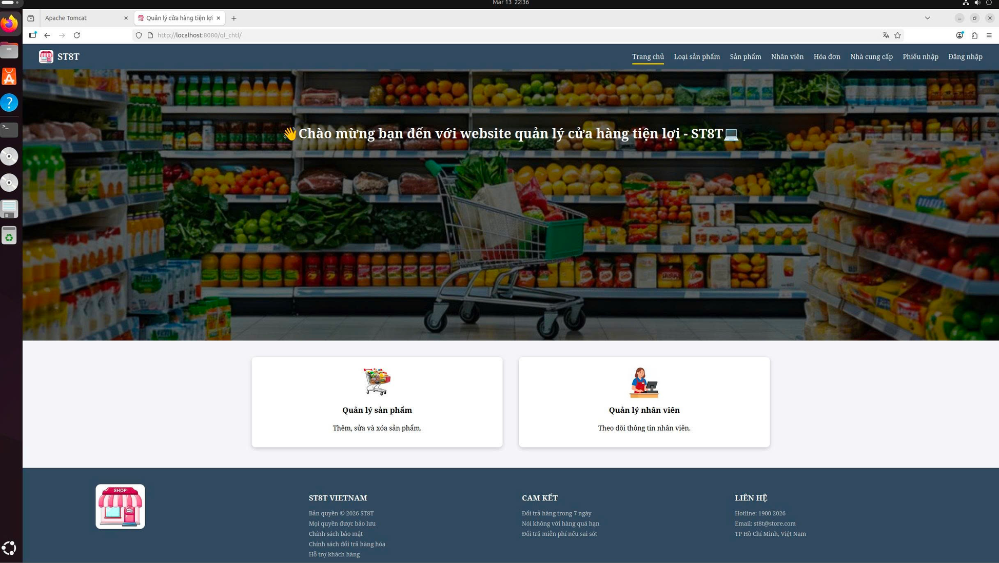 Mar 13 22:36
Apache Tomcat
Quản lý cửa hàng tiện lợi
http://localhost:8080/ql_chtl/
ST8T
Trang chủ
Loại sản phẩm
Sản phẩm
Nhân viên
Hóa đơn
Nhà cung cấp
Phiếu nhập
Đăng nhập
👋Chào mừng bạn đến với website quản lý cửa hàng tiện lợi - ST8T💻
Quản lý sản phẩm
Thêm, sửa và xóa sản phẩm.
Quản lý nhân viên
Theo dõi thông tin nhân viên.
SHOP
ST8T VIETNAM
Bản quyền © 2026 ST8T
Mọi quyền được bảo lưu
Chính sách bảo mật
Chính sách đổi trả hàng hóa
Hỗ trợ khách hàng
CAM KẾT
Đổi trả hàng trong 7 ngày
Nói không với hàng quá hạn
Đổi trả miễn phí nếu sai sót
LIÊN HỆ
Hotline: 1900 2026
Email: st8t@store.com
TP Hồ Chí Minh, Việt Nam